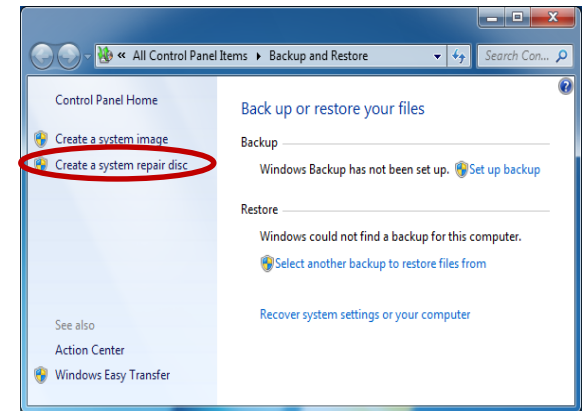 « All Control Panel Items ▸ Backup and Restore
Search Con...
Control Panel Home
Create a system image
Create a system repair disc
See also
Action Center
Windows Easy Transfer
Back up or restore your files
Backup
Windows Backup has not been set up. Set up backup
Restore
Windows could not find a backup for this computer.
Select another backup to restore files from
Recover system settings or your computer